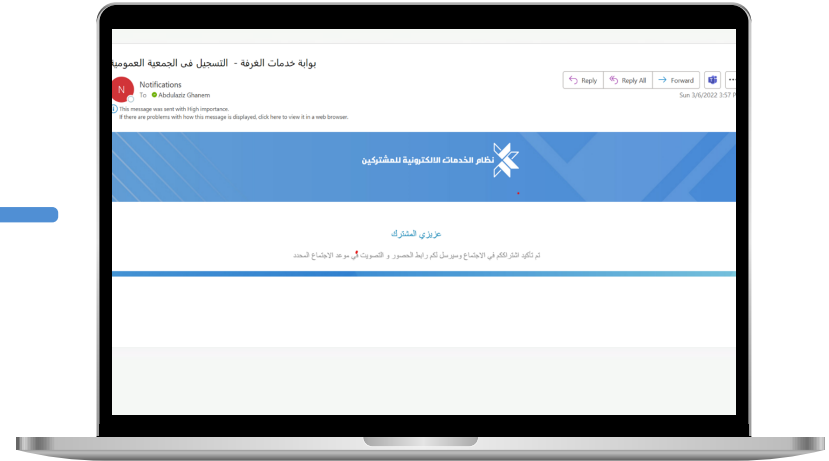 بوابة خدمات الغرفة - التسجيل في الجمعية العمومية
Reply Reply All Forward
N
Notifications
To Abdulaziz Ghanem
Sun 3/6/2022 3:57 P
This message was sent with High importance.
If there are problems with how this message is displayed, click here to view it in a web browser.
نظام الخدمات الالكترونية للمشتركين
عزيزي المشترك
تم تأكيد اشتراككم في الاجتماع وسيرسل لكم رابط الحضور و التصويت في موعد الاجتماع المحدد